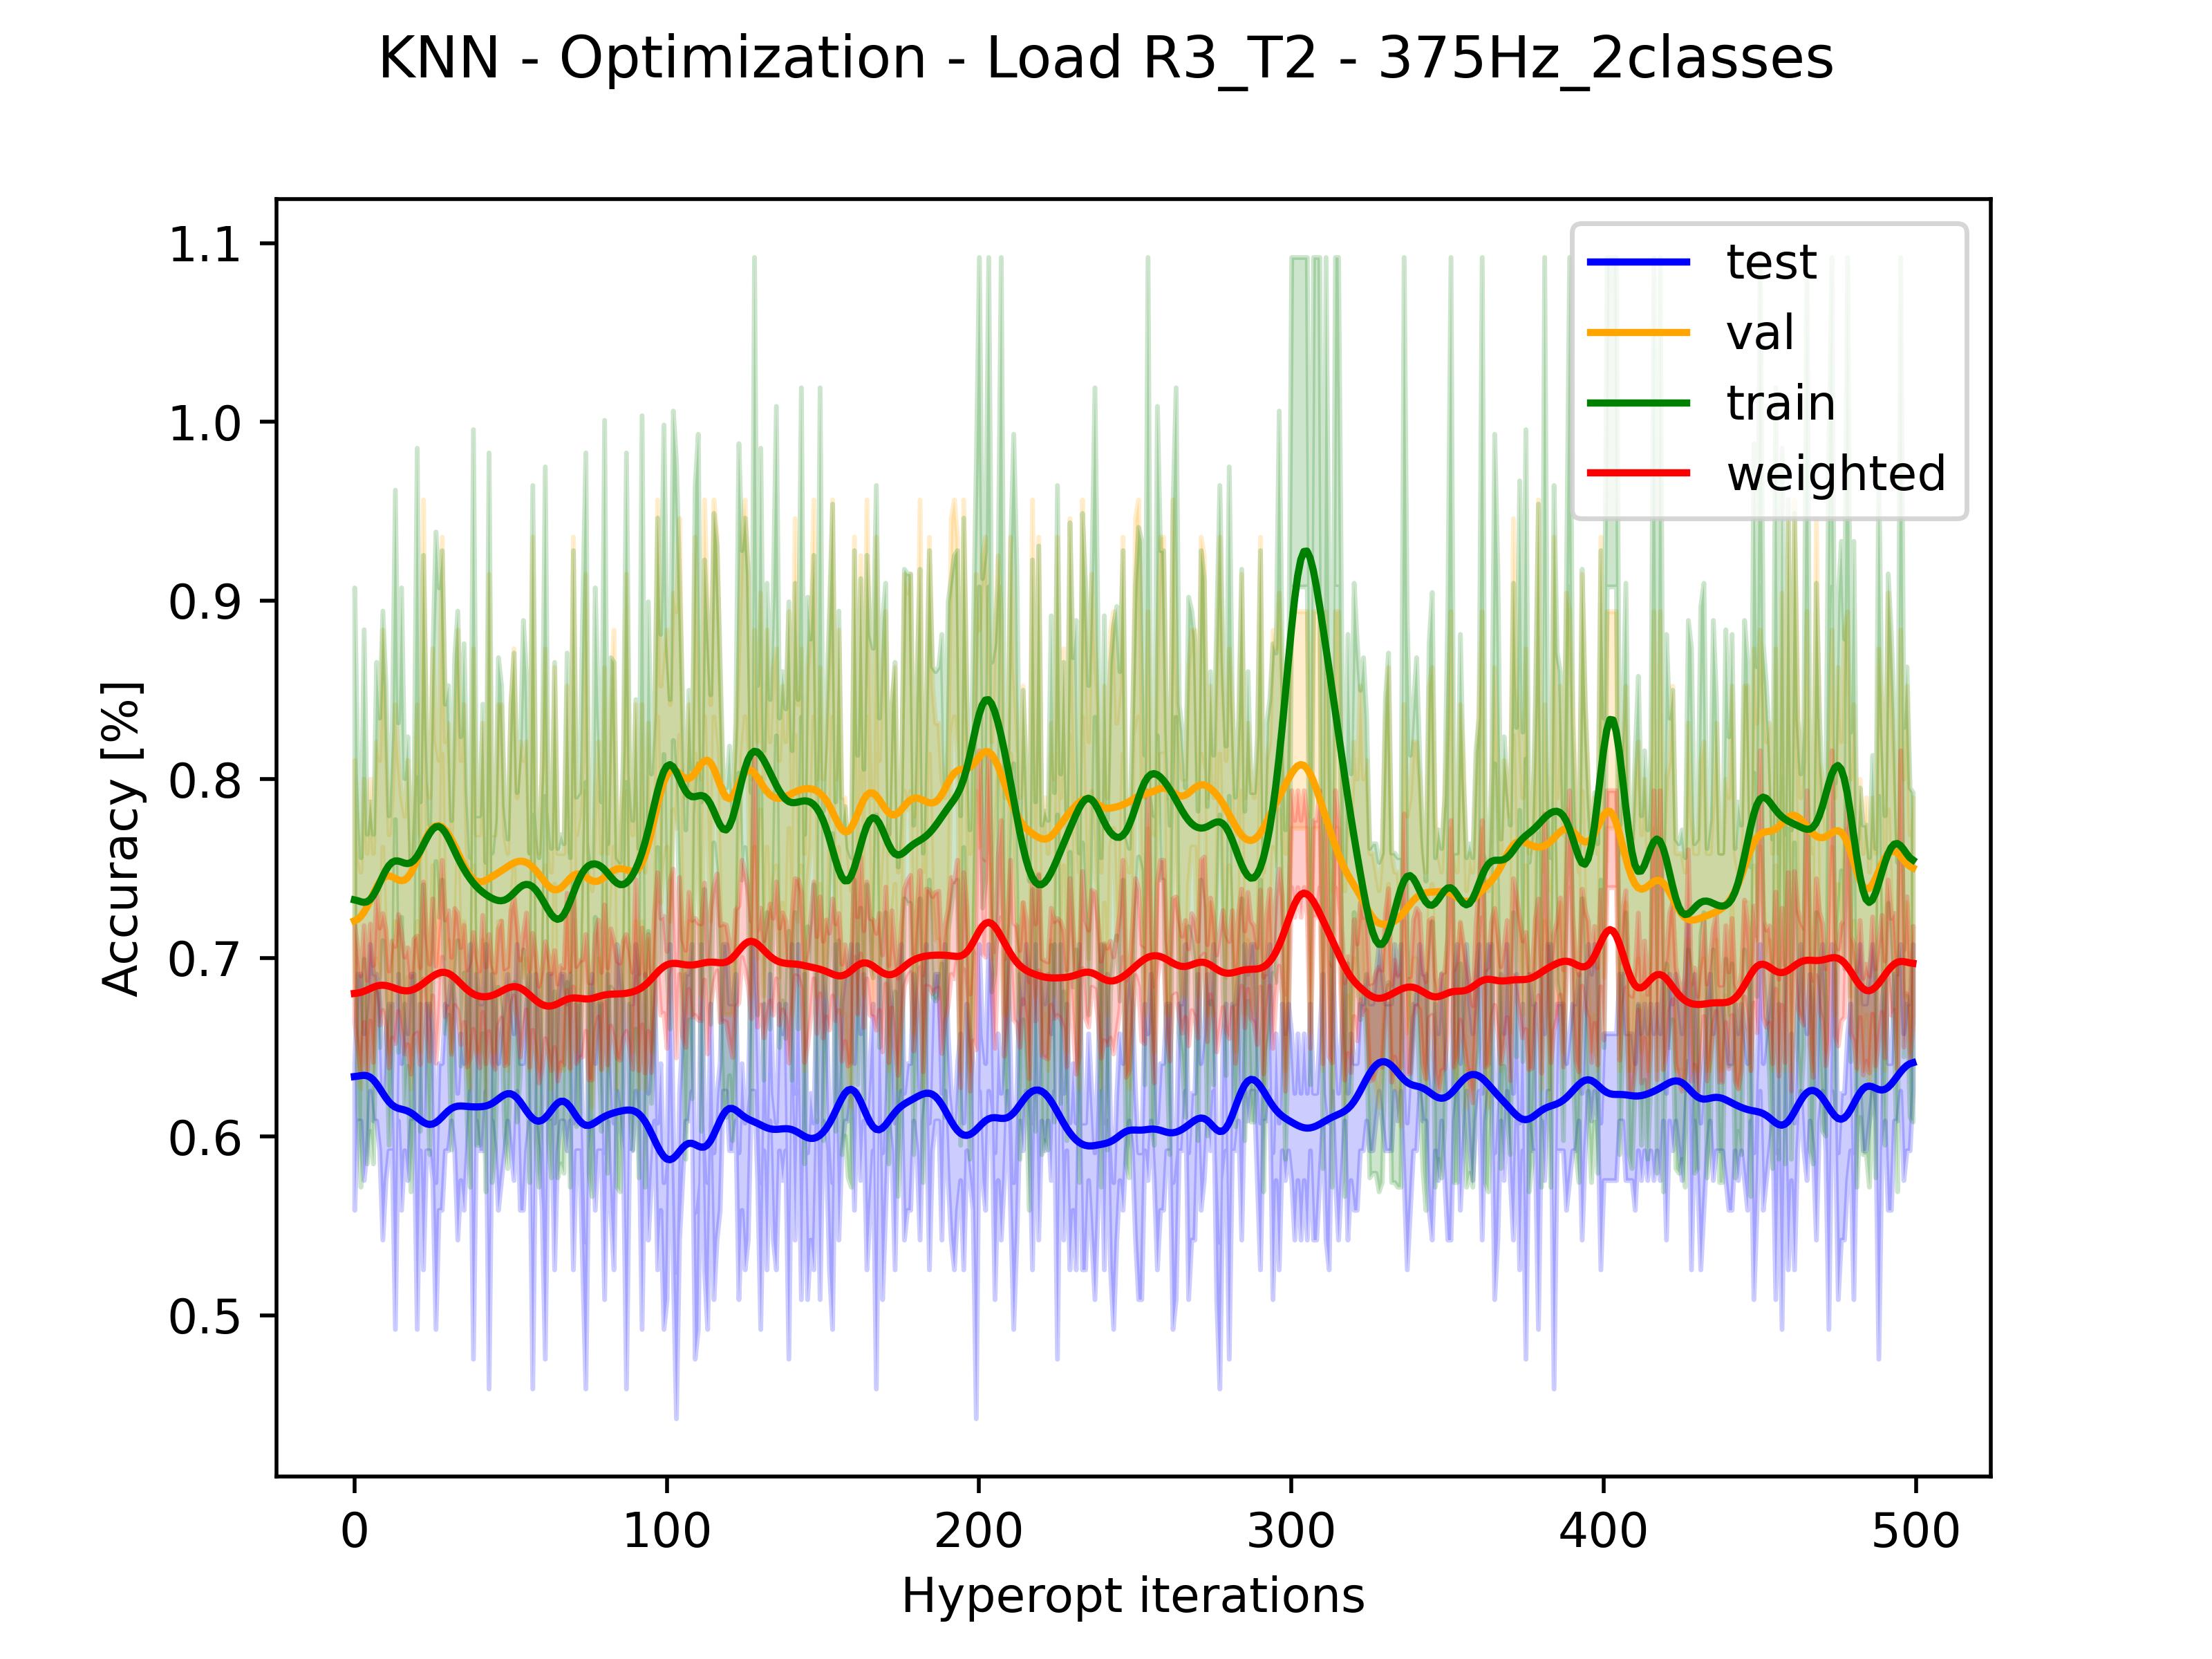 KNN - Optimization - Load R3_T2 - 375Hz_2classes
1.1
1.0
0.9
0.8
0.7
0.6
0.5
Accuracy [%]
test
val
train
weighted
0
100
200
300
400
500
Hyperopt iterations